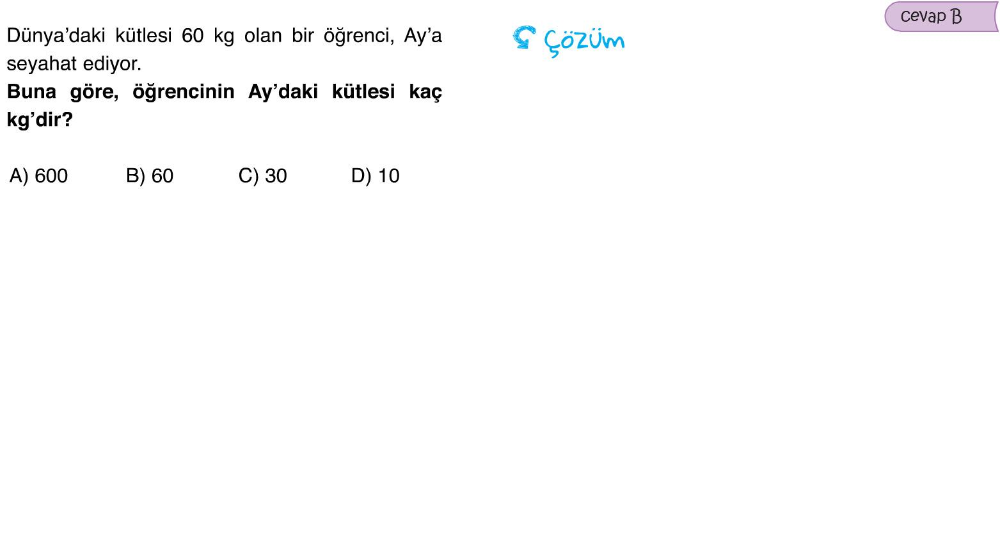 Dünya’daki kütlesi 60 kg olan bir öğrenci, Ay’a
seyahat ediyor.
Buna göre, öğrencinin Ay’daki kütlesi kaç
kg’dir?
A) 600 B) 60 C) 30 D) 10
Çözüm
Cevap B